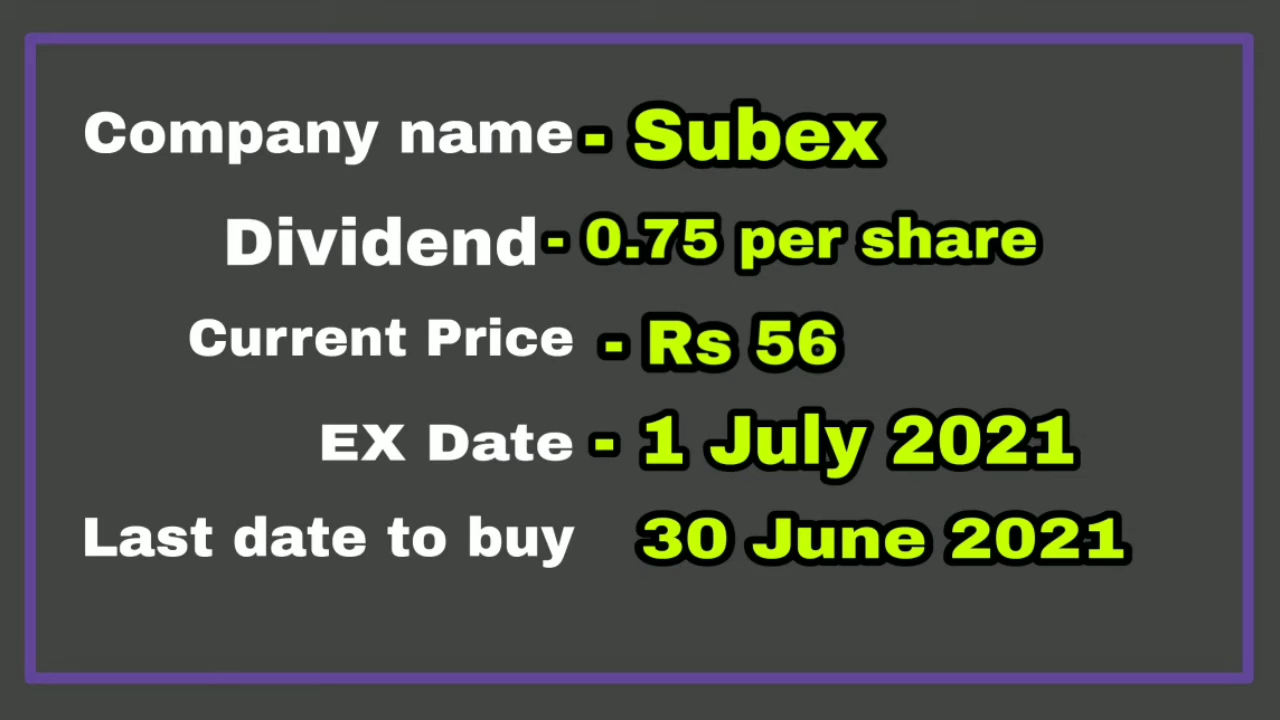 Company name - Subex
Dividend - 0.75 per share
Current Price - Rs 56
EX Date - 1 July 2021
Last date to buy 30 June 2021